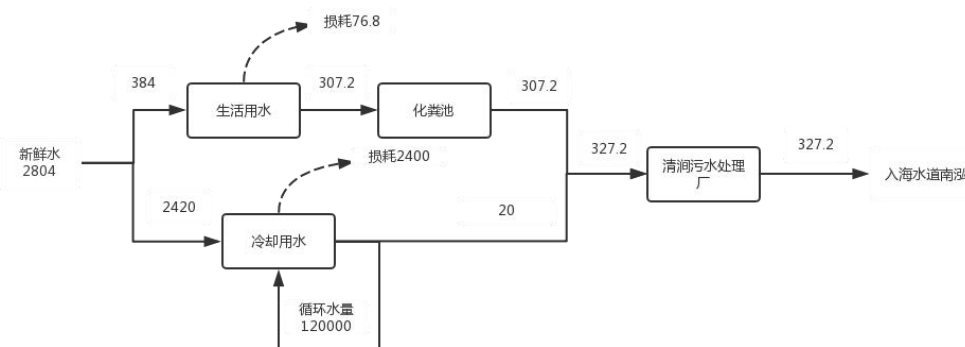 损耗76.8
384
307.2
307.2
生活用水
化粪池
新鲜水
2804
损耗2400
327.2
327.2
清涧污水处理
厂
入海水道南泓
2420
20
冷却用水
循环水量
120000